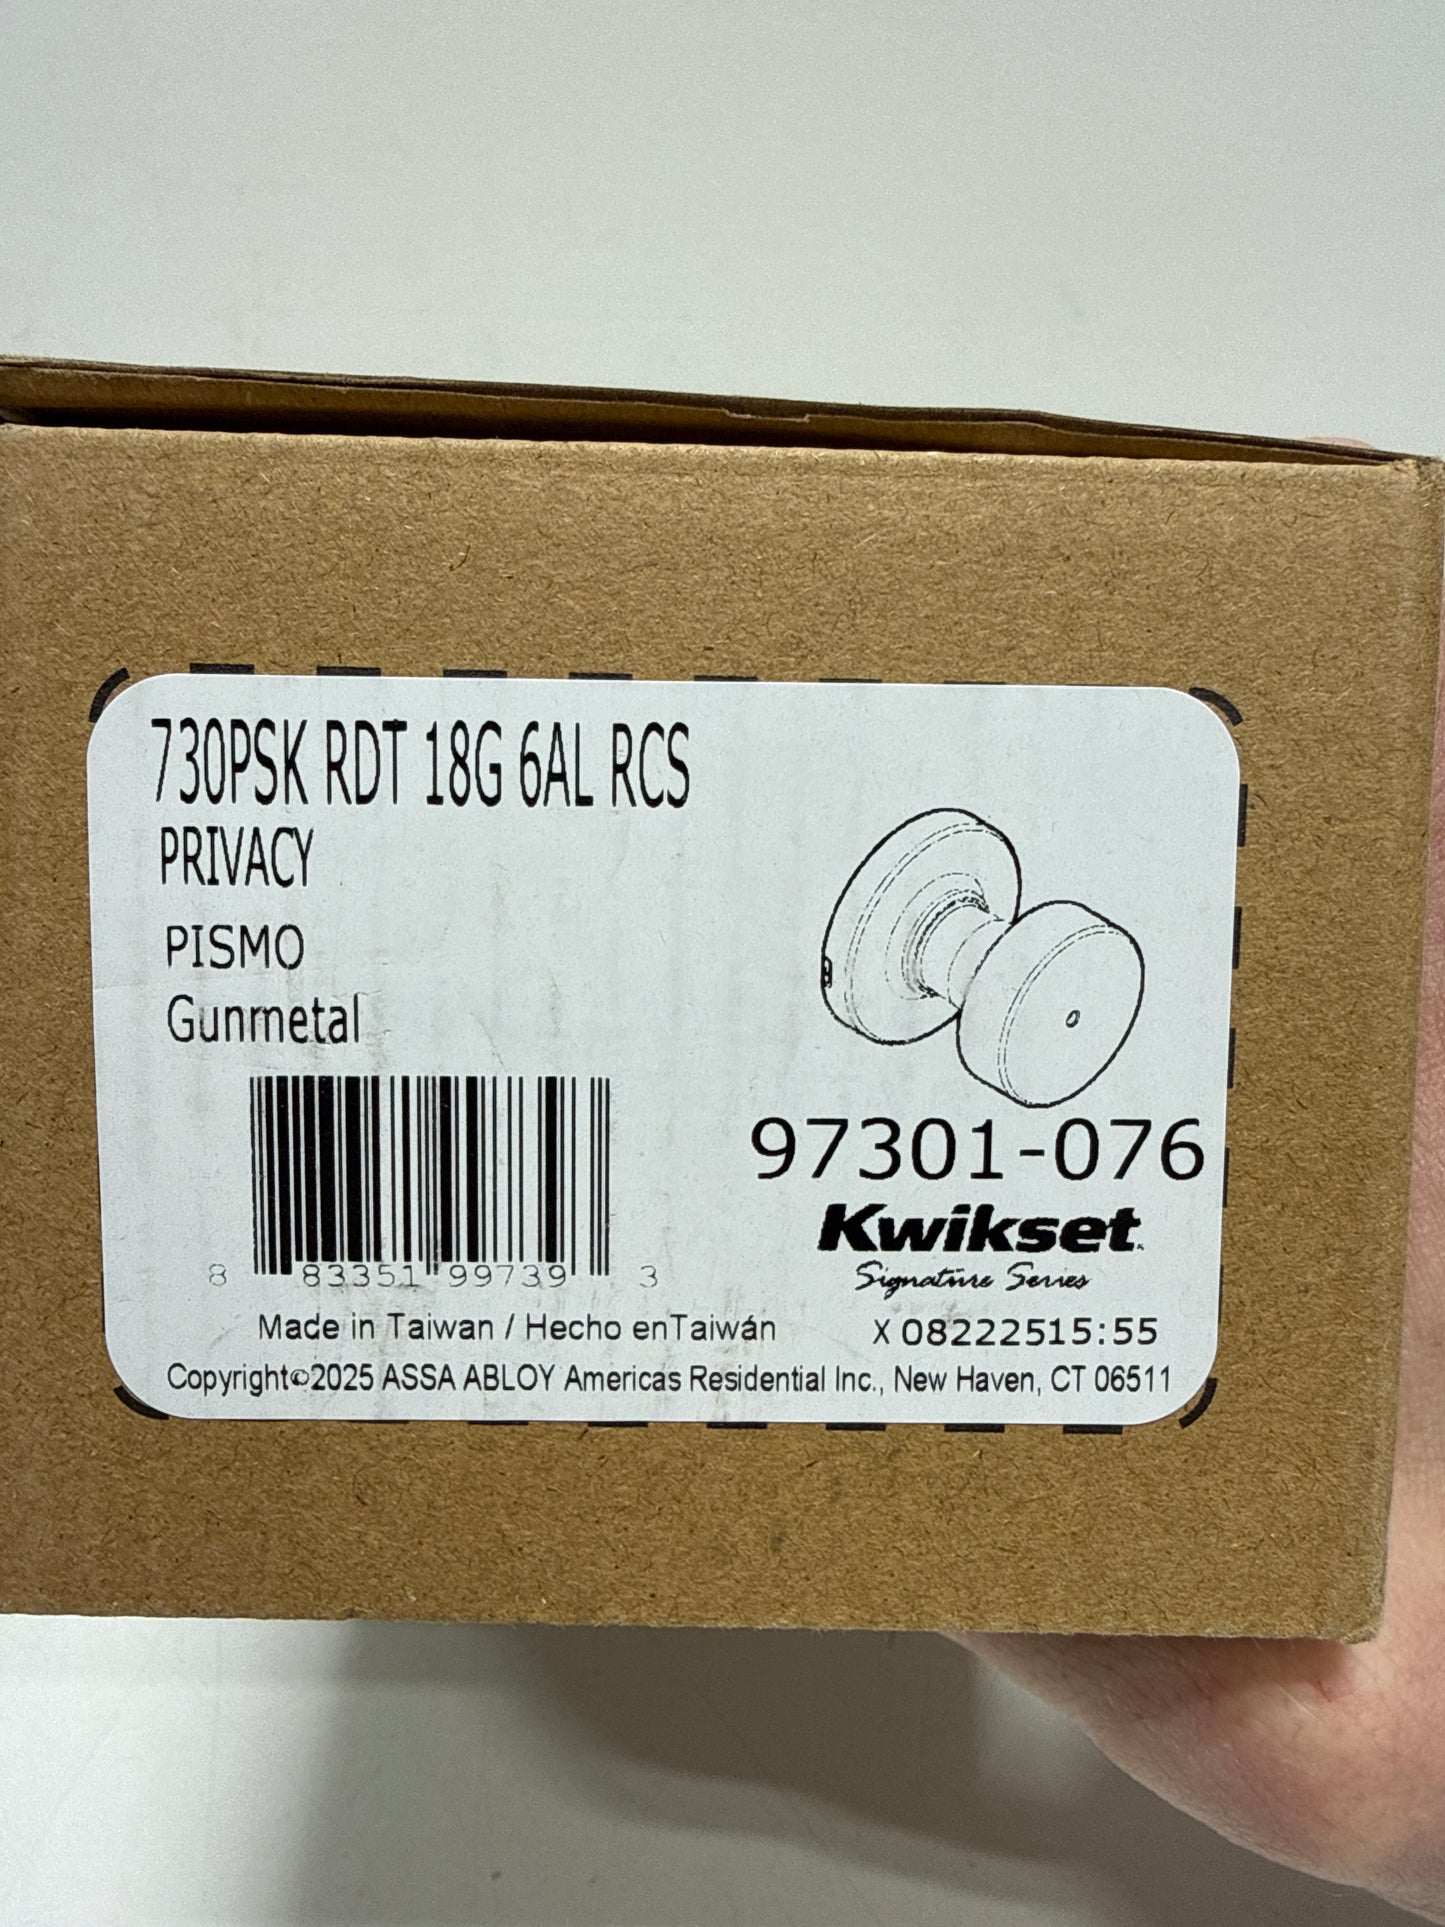 730PSK RDT 18G 6AL RCS
PRIVACY
PISMO
Gunmetal
8 83351 99739 3
97301-076
Kwikset
Signature Series
Made in Taiwan / Hecho enTaiwán
X 08222515:55
Copyright©2025 ASSA ABLOY Americas Residential Inc., New Haven, CT 06511